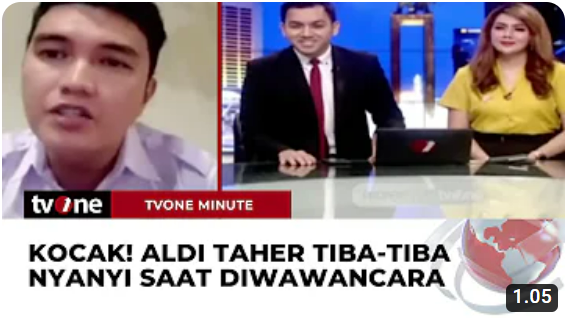 tvOne
TVONE MINUTE
KOCAK! ALDI TAHER TIBA-TIBA
NYANYI SAAT DIWAWANCARA
1.05